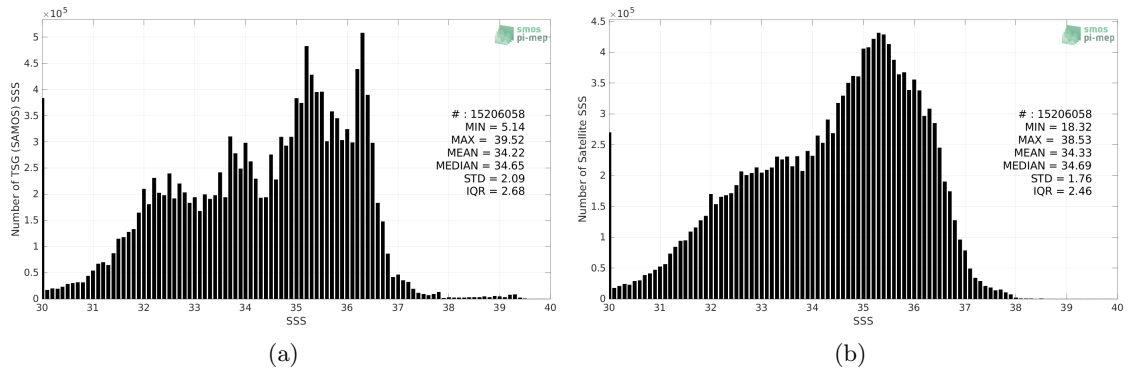 ×10^5
smos
pi-mep
Number of TSG (SAMOS) SSS
5
4.5
4
3.5
3
2.5
2
1.5
1
0.5
0
# : 15206058
MIN = 5.14
MAX = 39.52
MEAN = 34.22
MEDIAN = 34.65
STD = 2.09
IQR = 2.68
30 31 32 33 34 35 36 37 38 39 40
SSS
(a)
×10^5
smos
pi-mep
Number of Satellite SSS
4.5
4
3.5
3
2.5
2
1.5
1
0.5
0
# : 15206058
MIN = 18.32
MAX = 38.53
MEAN = 34.33
MEDIAN = 34.69
STD = 1.76
IQR = 2.46
30 31 32 33 34 35 36 37 38 39 40
SSS
(b)